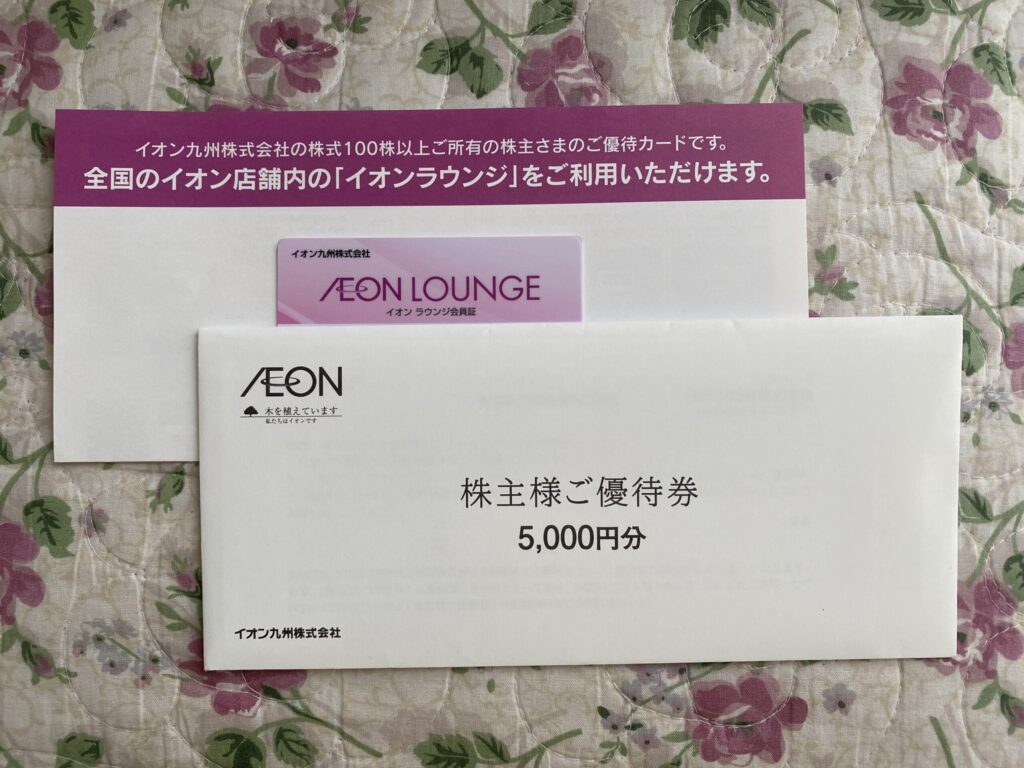 イオン九州株式会社の株式100株以上ご所有の株主さまのご優待カードです。
全国のイオン店舗内の「イオンラウンジ」をご利用いただけます。
イオン九州株式会社
ÆON LOUNGE
イオン ラウンジ会員証
ÆON
木を植えています
私たちはイオンです
株主様ご優待券
5,000円分
イオン九州株式会社